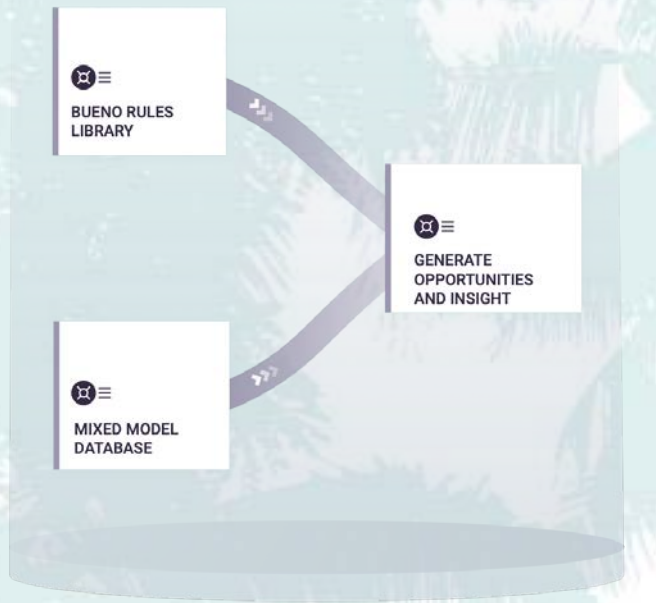 BUENO RULES
LIBRARY
GENERATE
OPPORTUNITIES
AND INSIGHT
MIXED MODEL
DATABASE